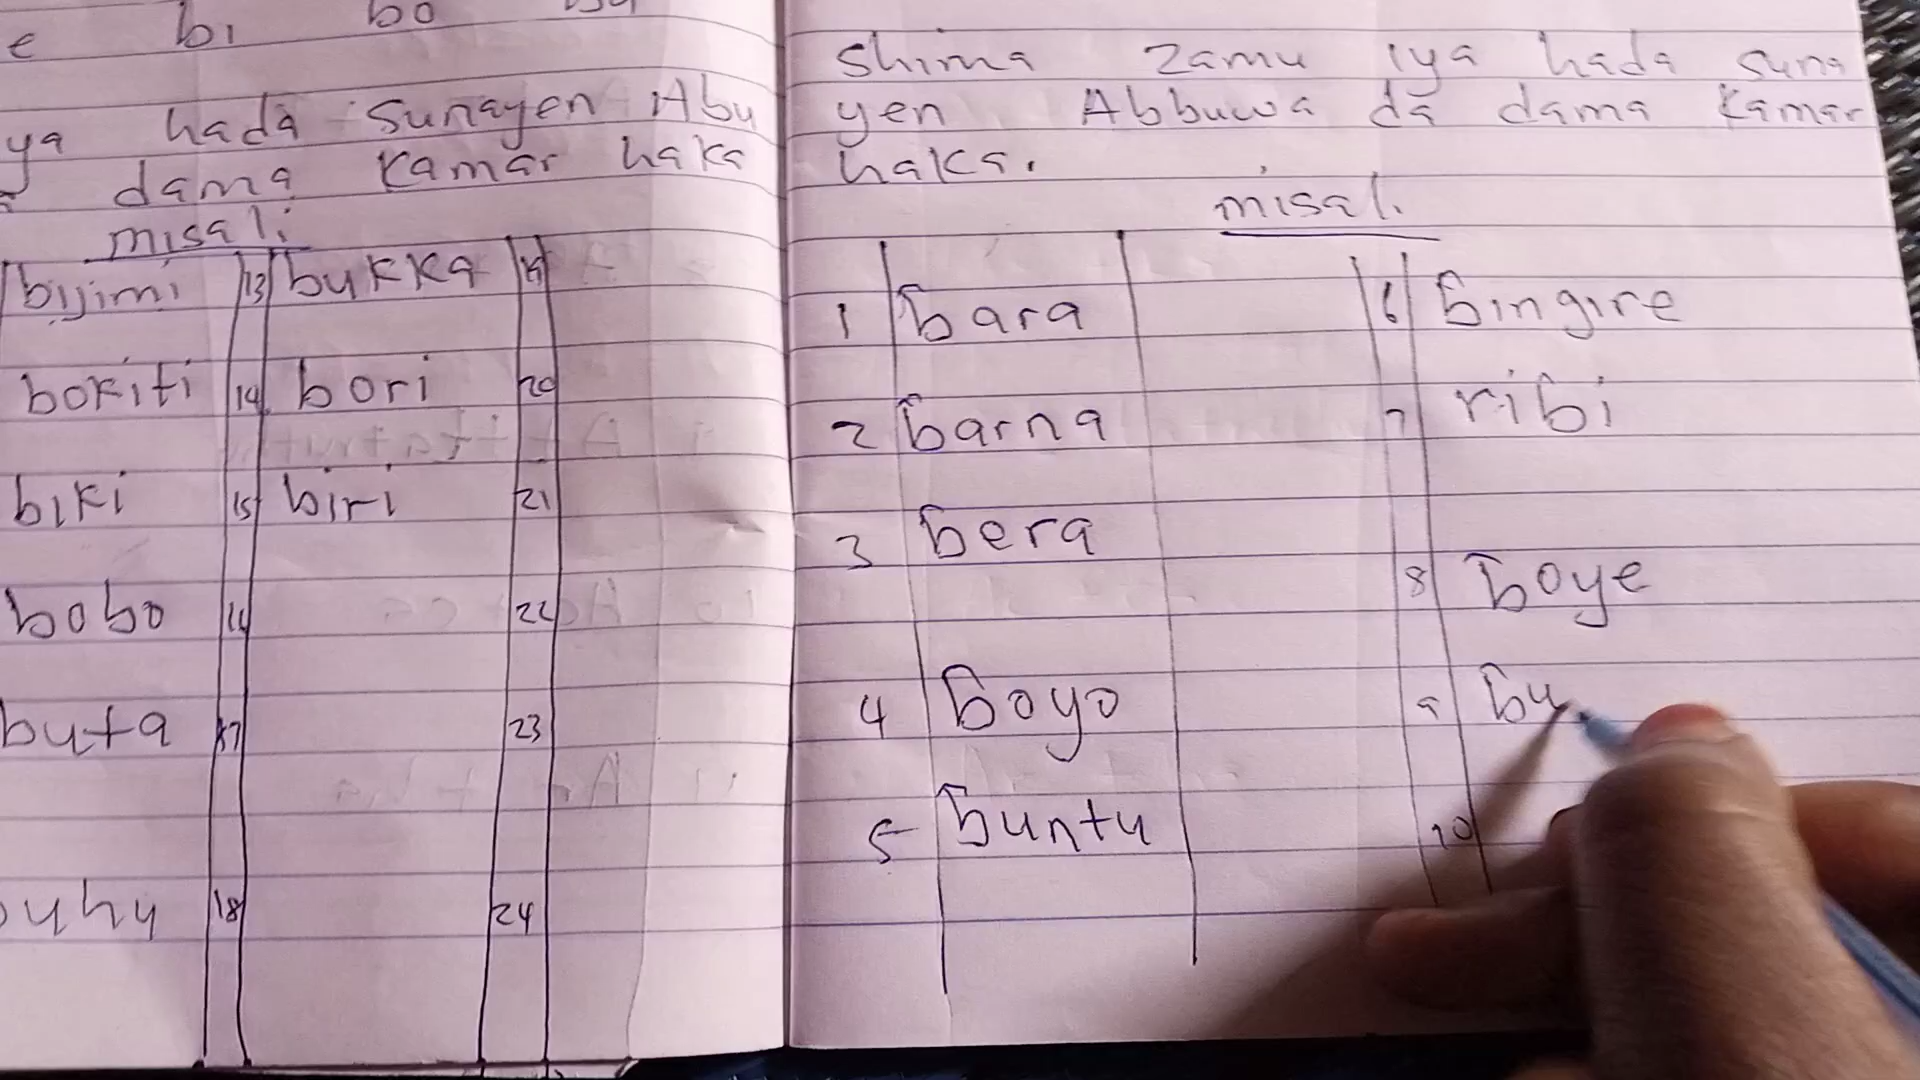 e bi bo
ya hada sunayen Abu
dama kamar haka
misali
bijimi 13 bukka 19
bokiti 14 bori 20
biki 15 biri 21
bobo 16 22
buta 17 23
uhu 18 24
shima zamu iya hada suna
yen Abbuwa da dama kamar
haka.
misal.
1 ɓara 6 ɓingire
2 ɓarna 7 riɓi
3 ɓera
8 ɓoye
4 ɓoyo 9 ɓu
5 ɓuntu 10